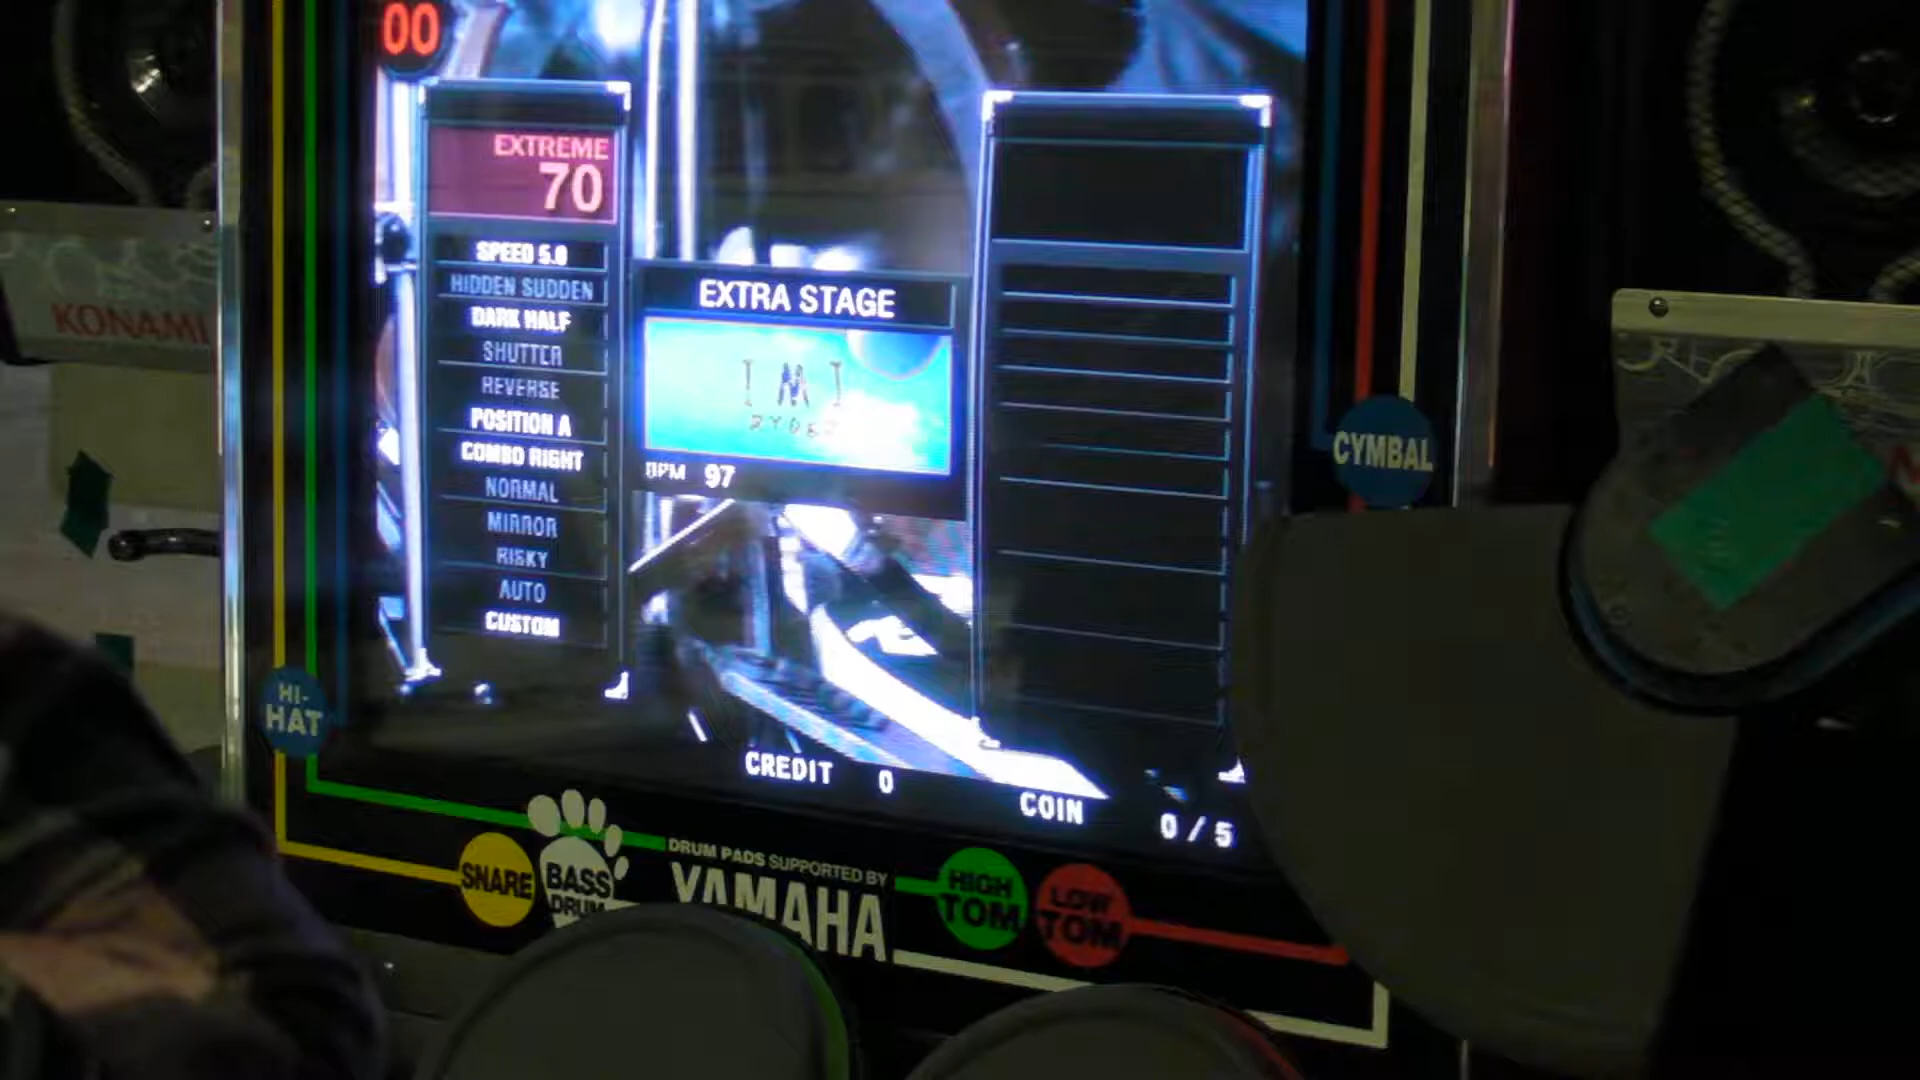 00
EXTREME
70
SPEED 5.0
HIDDEN SUDDEN
DARK HALF
SHUTTER
REVERSE
POSITION A
COMBO RIGHT
NORMAL
MIRROR
RISKY
AUTO
CUSTOM
EXTRA STAGE
BPM 97
KONAMI
CYMBAL
HI-
HAT
CREDIT 0
COIN 0 / 5
SNARE
BASS
DRUM
DRUM PADS SUPPORTED BY
YAMAHA
HIGH
TOM
LOW
TOM